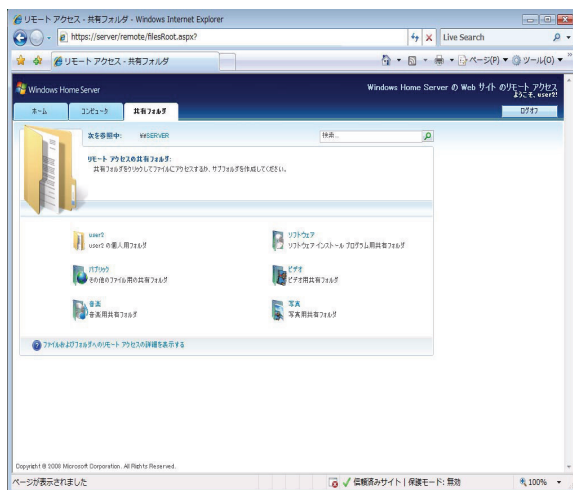 リモート アクセス - 共有フォルダ - Windows Internet Explorer
https://server/remote/filesRoot.aspx?
Live Search
リモート アクセス - 共有フォルダ
ページ(P)
ツール(O)
Windows Home Server
Windows Home Server の Web サイト のリモート アクセス
ようこそ, user2!
ホーム
コンピュータ
共有フォルダ
ログオフ
次を参照中: ¥¥SERVER
検索...
リモート アクセスの共有フォルダ:
共有フォルダをクリックしてファイルにアクセスするか、サブフォルダを作成してください。
user2
user2 の個人用フォルダ
ソフトウェア
ソフトウェア インストール プログラム用共有フォルダ
パブリック
その他のファイル用の共有フォルダ
ビデオ
ビデオ用共有フォルダ
音楽
音楽用共有フォルダ
写真
写真用共有フォルダ
ファイルおよびフォルダへのリモート アクセスの詳細を表示する
Copyright © 2008 Microsoft Corporation. All Rights Reserved.
ページが表示されました
信頼済みサイト | 保護モード: 無効
100%